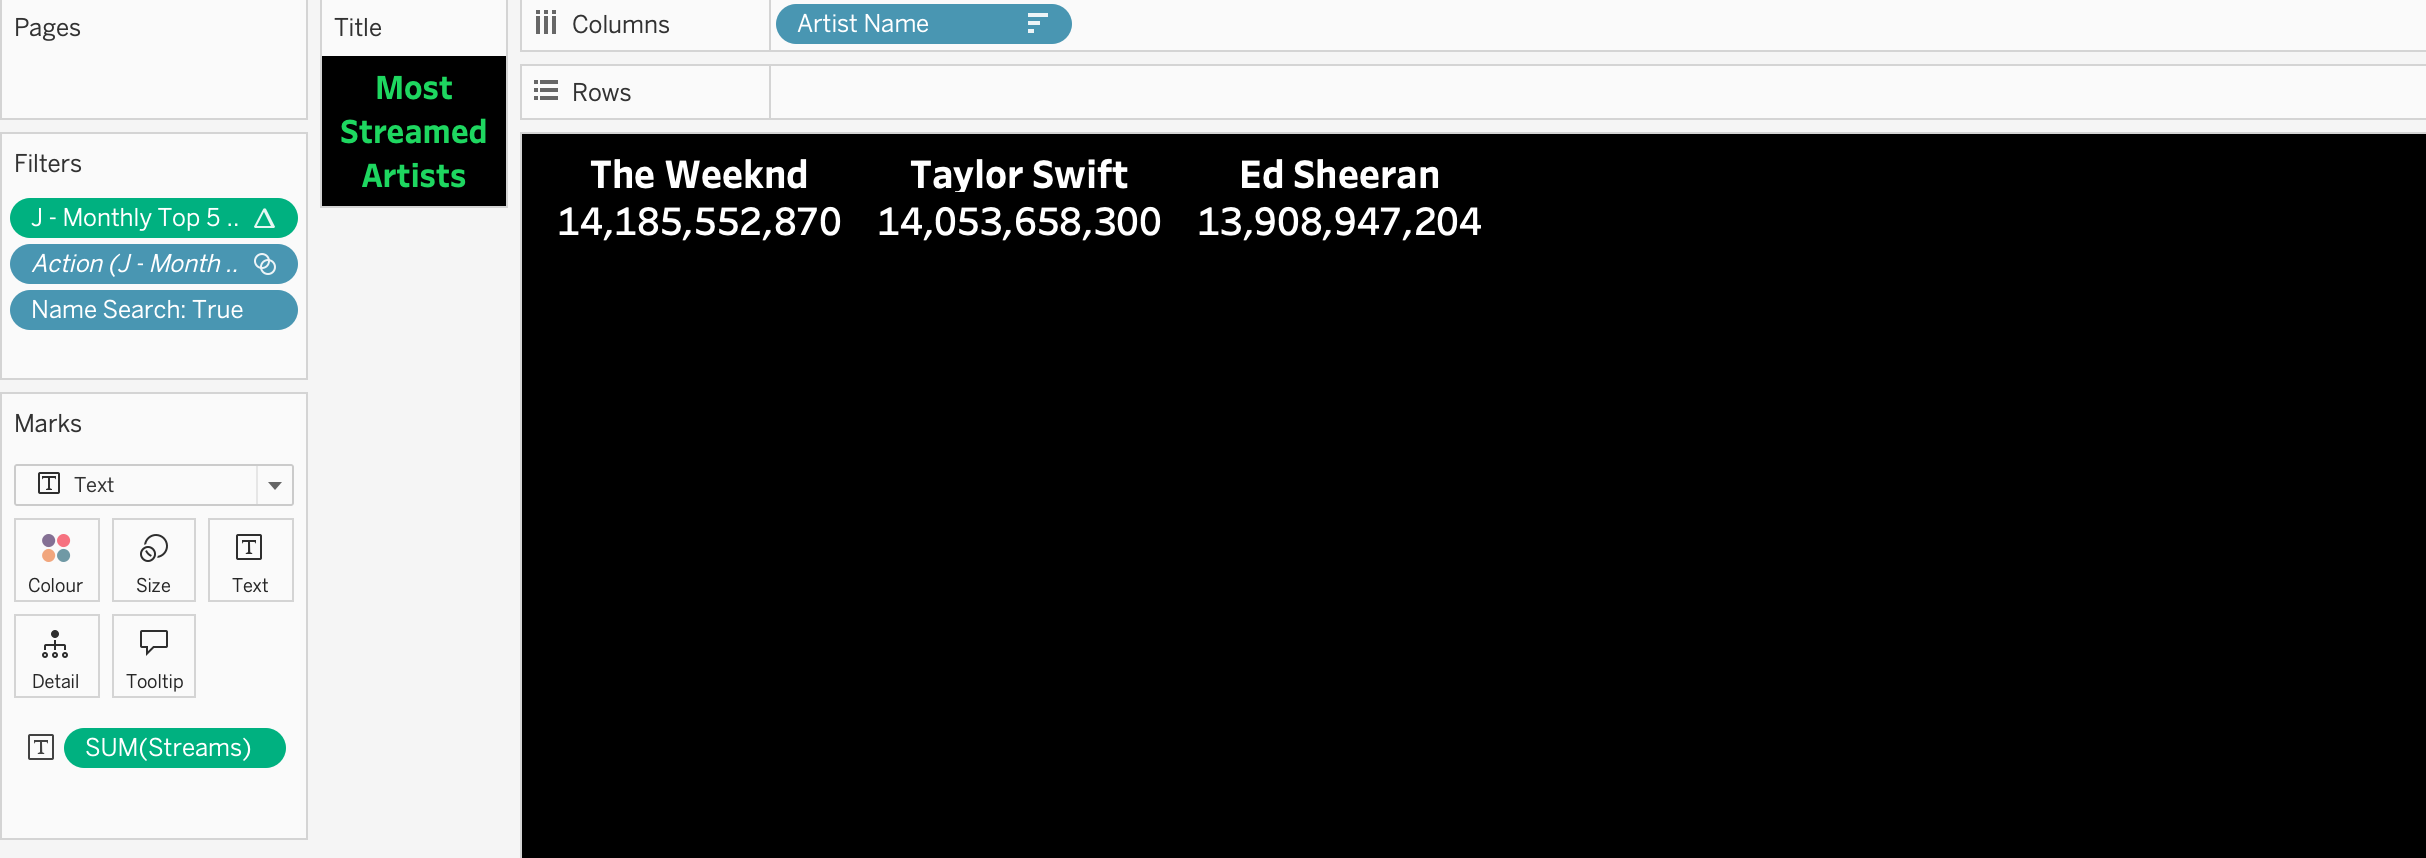 Pages
Title
Columns
Artist Name
Most
Streamed
Artists
Rows
Filters
J - Monthly Top 5 ..
Action (J - Month ..
Name Search: True
The Weeknd Taylor Swift Ed Sheeran
14,185,552,870 14,053,658,300 13,908,947,204
Marks
T Text
Colour
Size
T
Text
Detail
Tooltip
T SUM(Streams)